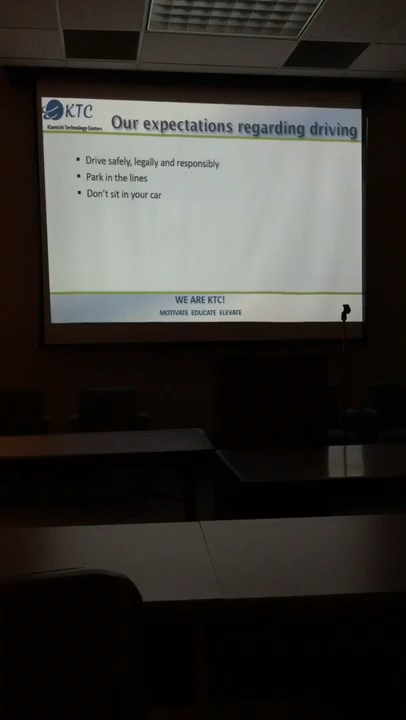 KTC
Kiamichi Technology Centers
Our expectations regarding driving
▪ Drive safely, legally and responsibly
▪ Park in the lines
▪ Don't sit in your car
WE ARE KTC!
MOTIVATE EDUCATE ELEVATE